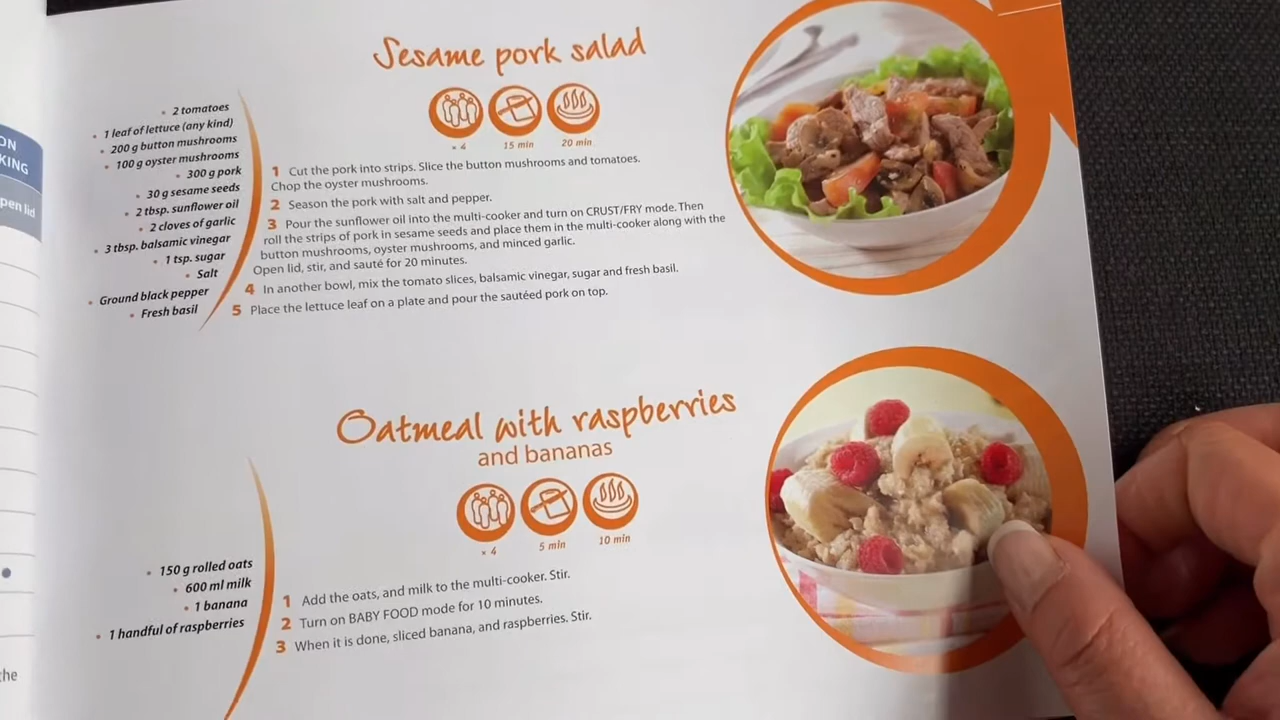 ON
KING
pen lid
the
Sesame pork salad
× 4
15 min
20 min
• 2 tomatoes
• 1 leaf of lettuce (any kind)
• 200 g button mushrooms
• 100 g oyster mushrooms
• 300 g pork
• 30 g sesame seeds
• 2 tbsp. sunflower oil
• 2 cloves of garlic
• 3 tbsp. balsamic vinegar
• 1 tsp. sugar
• Salt
• Ground black pepper
• Fresh basil
1 Cut the pork into strips. Slice the button mushrooms and tomatoes.
Chop the oyster mushrooms.
2 Season the pork with salt and pepper.
3 Pour the sunflower oil into the multi-cooker and turn on CRUST/FRY mode. Then
roll the strips of pork in sesame seeds and place them in the multi-cooker along with the
button mushrooms, oyster mushrooms, and minced garlic.
Open lid, stir, and sauté for 20 minutes.
4 In another bowl, mix the tomato slices, balsamic vinegar, sugar and fresh basil.
5 Place the lettuce leaf on a plate and pour the sautéed pork on top.
Oatmeal with raspberries
and bananas
× 4
5 min
10 min
• 150 g rolled oats
• 600 ml milk
• 1 banana
• 1 handful of raspberries
1 Add the oats, and milk to the multi-cooker. Stir.
2 Turn on BABY FOOD mode for 10 minutes.
3 When it is done, sliced banana, and raspberries. Stir.